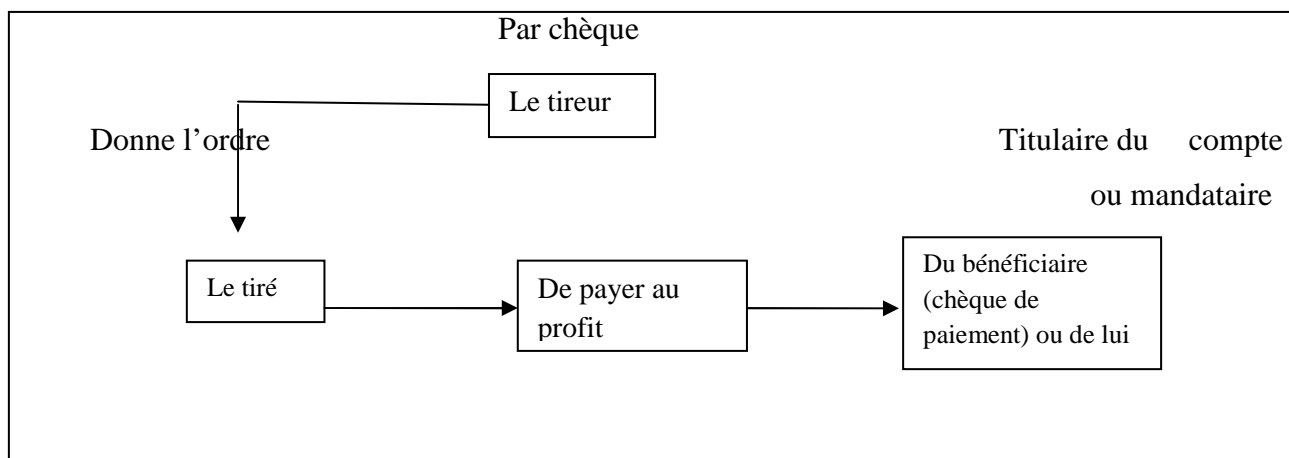 Par chèque
Le tireur
Donne l’ordre
Titulaire du compte
ou mandataire
Le tiré
De payer au
profit
Du bénéficiaire
(chèque de
paiement) ou de lui